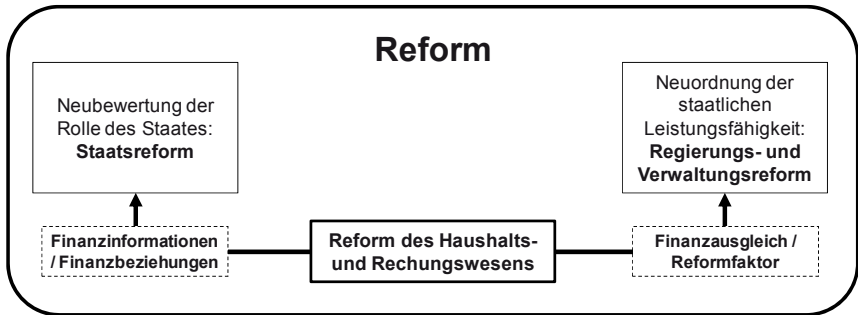 Reform
Neubewertung der
Rolle des Staates:
Staatsreform
Neuordnung der
staatlichen
Leistungsfähigkeit:
Regierungs- und
Verwaltungsreform
Finanzinformationen
/ Finanzbeziehungen
Reform des Haushalts-
und Rechungswesens
Finanzausgleich /
Reformfaktor